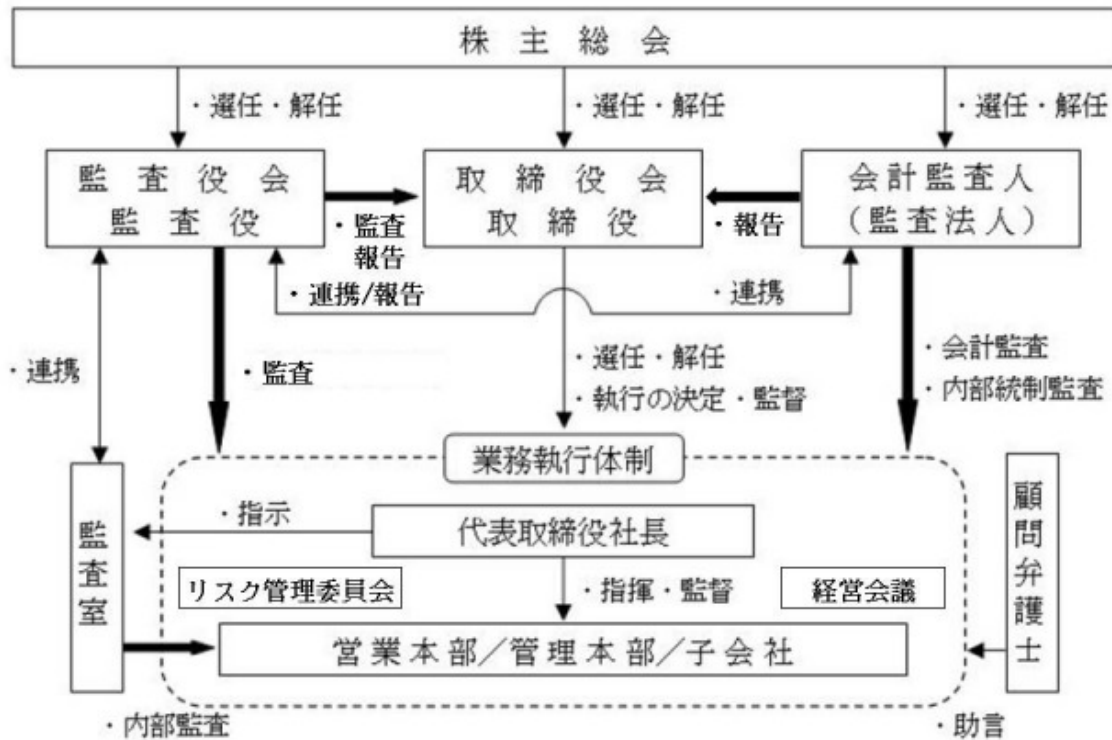 株主総会
・選任・解任
・選任・解任
・選任・解任
監査役会
監査役
取締役会
取締役
会計監査人
（監査法人）
・監査
報告
・報告
・連携/報告
・連携
・連携
・監査
・選任・解任
・執行の決定・監督
・会計監査
・内部統制監査
業務執行体制
監査室
・指示
代表取締役社長
顧問弁護士
リスク管理委員会
・指揮・監督
経営会議
営業本部／管理本部／子会社
・内部監査
・助言